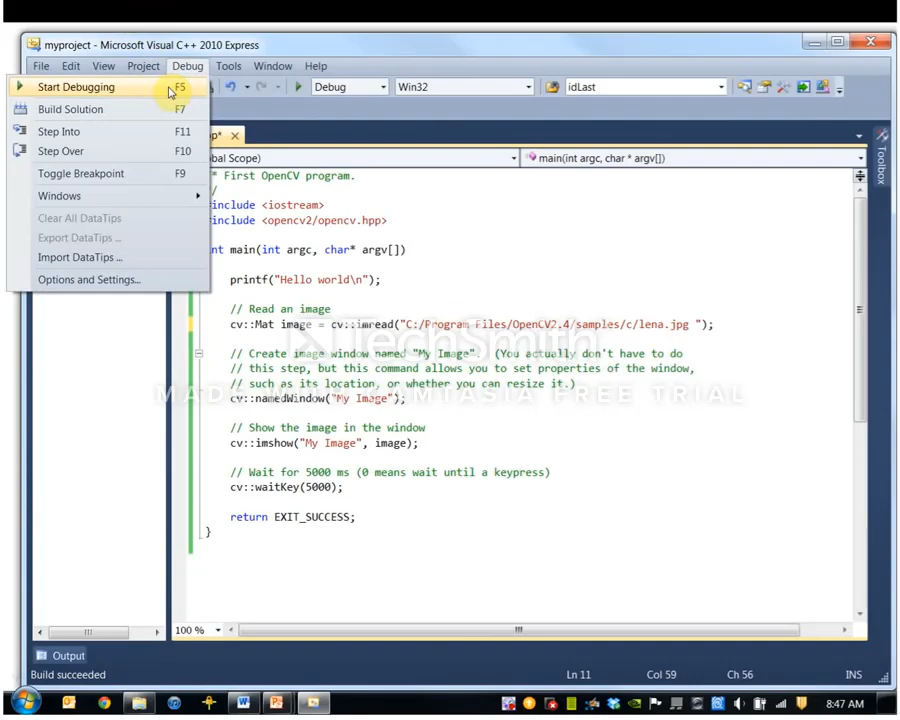 myproject - Microsoft Visual C++ 2010 Express
File Edit View Project Debug Tools Window Help
Start Debugging F5
Debug Win32 idLast
Build Solution F7
Step Into F11
Step Over F10
Toggle Breakpoint F9
Windows
Clear All DataTips
Export DataTips ...
Import DataTips ...
Options and Settings...
p*
bal Scope) main(int argc, char * argv[])
* First OpenCV program.
/
include <iostream>
include <opencv2/opencv.hpp>
nt main(int argc, char* argv[])
printf("Hello world\n");
// Read an image
cv::Mat image = cv::imread("C:/Program Files/OpenCV2.4/samples/c/lena.jpg ");
// Create image window named "My Image". (You actually don't have to do
// this step, but this command allows you to set properties of the window,
// such as its location, or whether you can resize it.)
cv::namedWindow("My Image");
// Show the image in the window
cv::imshow("My Image", image);
// Wait for 5000 ms (0 means wait until a keypress)
cv::waitKey(5000);
return EXIT_SUCCESS;
}
TechSmith
MADE WITH CAMTASIA FREE TRIAL
Toolbox
100 %
Output
Build succeeded Ln 11 Col 59 Ch 56 INS
8:47 AM